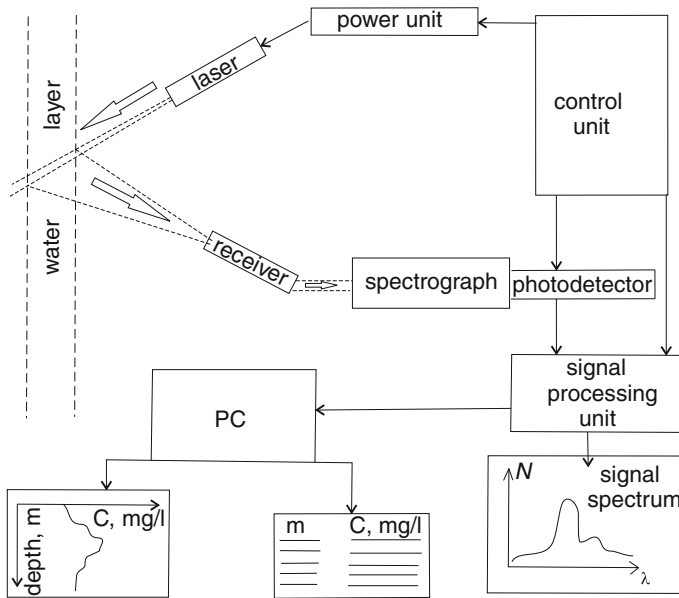 power unit
laser
layer
water
control
unit
receiver
spectrograph
photodetector
signal
processing
unit
PC
C, mg/l
depth, m
m C, mg/l
N
signal
spectrum
λ